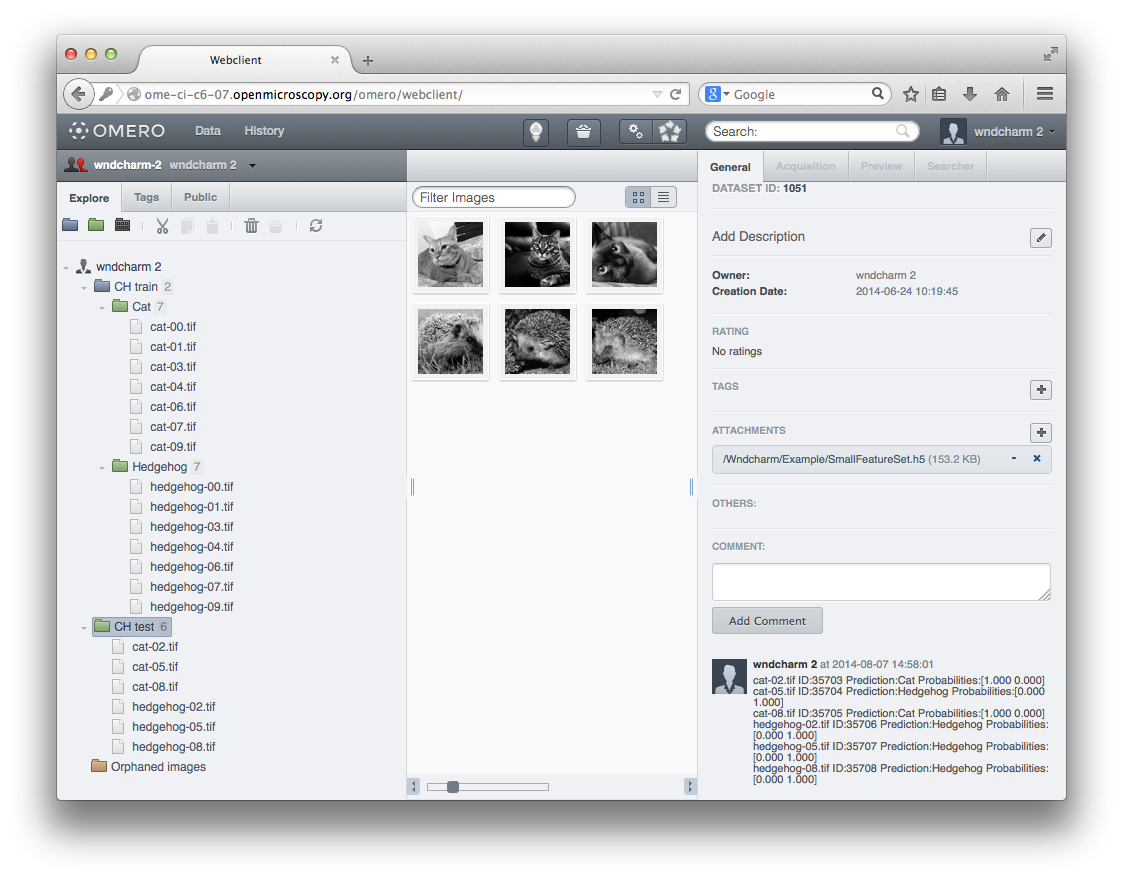 Webclient
ome-ci-c6-07.openmicroscopy.org/omero/webclient/
Google
OMERO Data History
Search:
wndcharm 2
wndcharm-2 wndcharm 2
Explore Tags Public
wndcharm 2
CH train 2
Cat 7
cat-00.tif
cat-01.tif
cat-03.tif
cat-04.tif
cat-06.tif
cat-07.tif
cat-09.tif
Hedgehog 7
hedgehog-00.tif
hedgehog-01.tif
hedgehog-03.tif
hedgehog-04.tif
hedgehog-06.tif
hedgehog-07.tif
hedgehog-09.tif
CH test 6
cat-02.tif
cat-05.tif
cat-08.tif
hedgehog-02.tif
hedgehog-05.tif
hedgehog-08.tif
Orphaned images
Filter Images
General Acquisition Preview Searcher
DATASET ID: 1051
Add Description
Owner: wndcharm 2
Creation Date: 2014-06-24 10:19:45
RATING
No ratings
TAGS
ATTACHMENTS
/Wndcharm/Example/SmallFeatureSet.h5 (153.2 KB)
OTHERS:
COMMENT:
Add Comment
wndcharm 2 at 2014-08-07 14:58:01
cat-02.tif ID:35703 Prediction:Cat Probabilities:[1.000 0.000]
cat-05.tif ID:35704 Prediction:Hedgehog Probabilities:[0.000
1.000]
cat-08.tif ID:35705 Prediction:Cat Probabilities:[1.000 0.000]
hedgehog-02.tif ID:35706 Prediction:Hedgehog Probabilities:
[0.000 1.000]
hedgehog-05.tif ID:35707 Prediction:Hedgehog Probabilities:
[0.000 1.000]
hedgehog-08.tif ID:35708 Prediction:Hedgehog Probabilities:
[0.000 1.000]